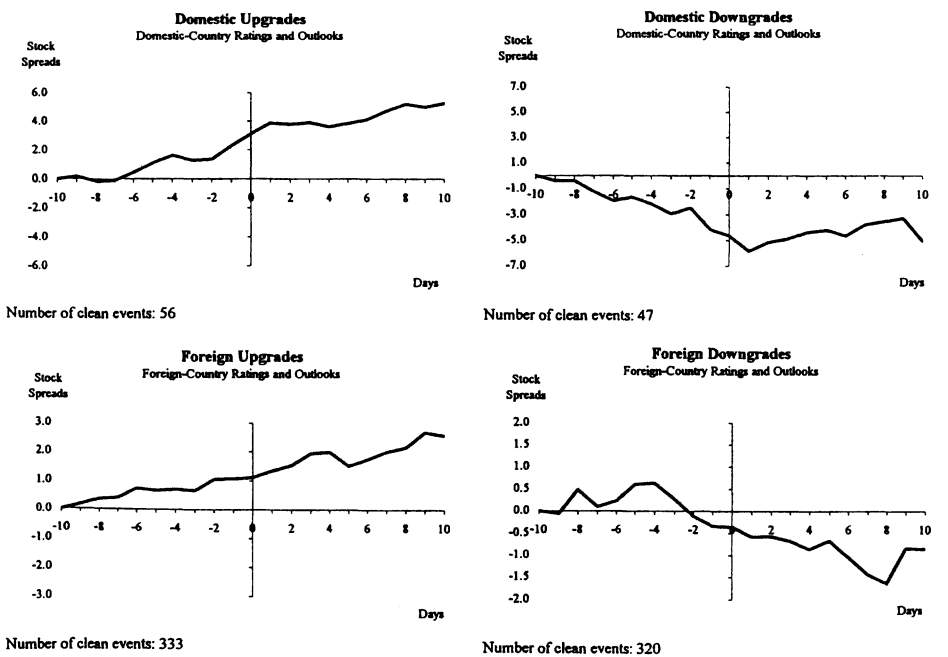 Domestic Upgrades
Domestic-Country Ratings and Outlooks
Stock
Spreads
6.0
4.0
2.0
0.0
-10 -8 -6 -4 -2 0 2 4 6 8 10
-2.0
-4.0
-6.0
Days
Number of clean events: 56
Domestic Downgrades
Domestic-Country Ratings and Outlooks
Stock
Spreads
7.0
5.0
3.0
1.0
-1.0
-10 -8 -6 -4 -2 0 2 4 6 8 10
-3.0
-5.0
-7.0
Days
Number of clean events: 47
Foreign Upgrades
Foreign-Country Ratings and Outlooks
Stock
Spreads
3.0
2.0
1.0
0.0
-10 -8 -6 -4 -2 0 2 4 6 8 10
-1.0
-2.0
-3.0
Days
Number of clean events: 333
Foreign Downgrades
Foreign-Country Ratings and Outlooks
Stock
Spreads
2.0
1.5
1.0
0.5
0.0
-10 -8 -6 -4 -2 0 2 4 6 8 10
-0.5
-1.0
-1.5
-2.0
Days
Number of clean events: 320